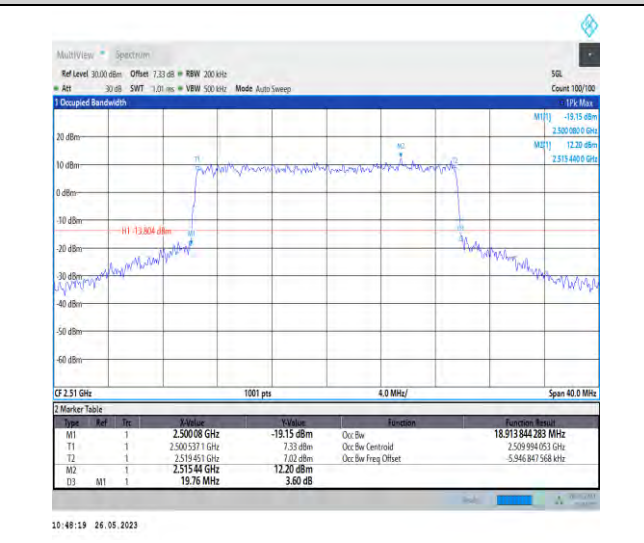 MultiView Spectrum
Ref Level 30.00 dBm Offset 7.33 dB RBW 200 kHz SGL
Att 30 dB SWT 1.01 ms VBW 500 kHz Mode Auto Sweep Count 100/100
1 Occupied Bandwidth 1Pk Max
M1[1] -19.15 dBm
2.500 080 0 GHz
M2[1] 12.20 dBm
2.515 440 0 GHz
20 dBm
M2
T1 T2
10 dBm
0 dBm
-10 dBm
H1 -13.804 dBm
M1
-20 dBm
-30 dBm
-40 dBm
-50 dBm
-60 dBm
CF 2.51 GHz 1001 pts 4.0 MHz/ Span 40.0 MHz
2 Marker Table
Type Ref Trc X-Value Y-Value Function Function Result
M1 1 2.500 08 GHz -19.15 dBm Occ Bw 18.913 844 283 MHz
T1 1 2.500 537 1 GHz 7.33 dBm Occ Bw Centroid 2.509 994 053 GHz
T2 1 2.519 451 GHz 7.02 dBm Occ Bw Freq Offset -5.946 847 568 kHz
M2 1 2.515 44 GHz 12.20 dBm
D3 M1 1 19.76 MHz 3.60 dB
10:48:19 26.05.2023